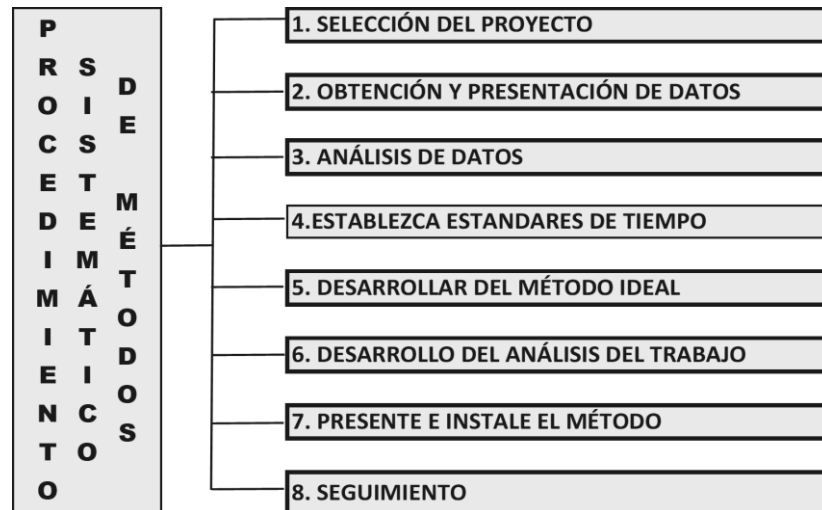 PROCEDIMIENTO
SISTEMÁTICO
DE MÉTODOS
1. SELECCIÓN DEL PROYECTO
2. OBTENCIÓN Y PRESENTACIÓN DE DATOS
3. ANÁLISIS DE DATOS
4.ESTABLEZCA ESTANDARES DE TIEMPO
5. DESARROLLAR DEL MÉTODO IDEAL
6. DESARROLLO DEL ANÁLISIS DEL TRABAJO
7. PRESENTE E INSTALE EL MÉTODO
8. SEGUIMIENTO